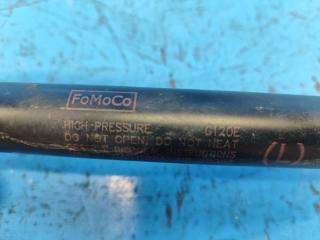 FoMoCo
HIGH PRESSURE G120E
DO NOT OPEN, DO NOT HEAT
(L)